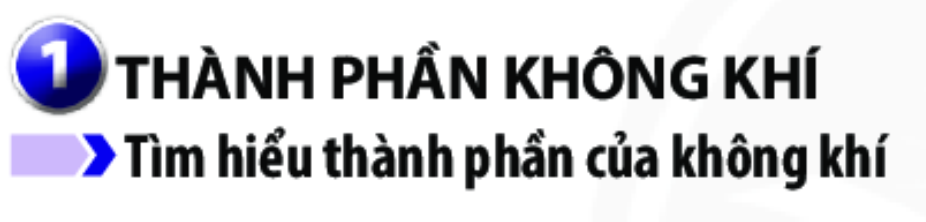 1 THÀNH PHẦN KHÔNG KHÍ
Tìm hiểu thành phần của không khí